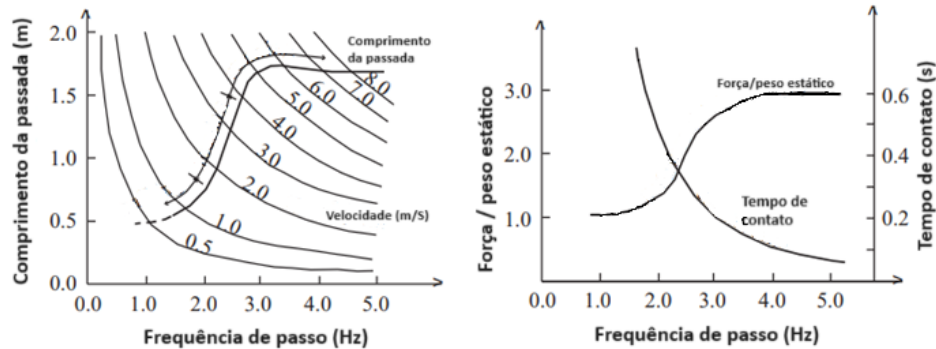 Comprimento da passada (m)
2.0
1.5
1.0
0.5
0.0
Comprimento
da passada
8.0
7.0
6.0
5.0
4.0
3.0
2.0
1.0
0.5
Velocidade (m/S)
0.0 1.0 2.0 3.0 4.0 5.0
Frequência de passo (Hz)
Força / peso estático
3.0
2.0
1.0
Força/peso estático
Tempo de
contato
0.6
0.4
0.2
Tempo de contato (s)
0.0 1.0 2.0 3.0 4.0 5.0
Frequência de passo (Hz)